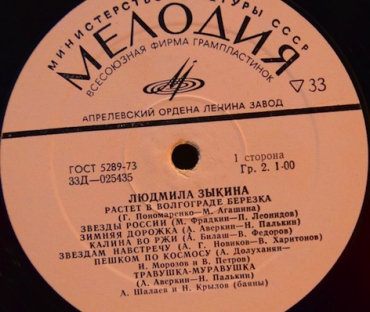 МИНИСТЕРСТВО КУЛЬТУРЫ СССР
МЕЛОДИЯ
ВСЕСОЮЗНАЯ ФИРМА ГРАМПЛАСТИНОК
▽33
АПРЕЛЕВСКИЙ ОРДЕНА ЛЕНИНА ЗАВОД
ГОСТ 5289-73
33Д—025435
1 сторона
Гр. 2. 1-00
ЛЮДМИЛА ЗЫКИНА
РАСТЕТ В ВОЛГОГРАДЕ БЕРЕЗКА
(Г. Пономаренко—М. Агашина)
ЗВЕЗДЫ РОССИИ (М. Фрадкин—П. Леонидов)
ЗИМНЯЯ ДОРОЖКА (А. Аверкин—Н. Палькин)
КАЛИНА ВО РЖИ (А. Билаш—В. Федоров)
ЗВЕЗДАМ НАВСТРЕЧУ (А. Г. Новиков—В. Харитонов)
ПЕШКОМ ПО КОСМОСУ (А. Долуханян—
И. Морозов и В. Петров)
ТРАВУШКА-МУРАВУШКА
(А. Аверкин—Н. Палькин)
А. Шалаев и Н. Крылов (баяны)